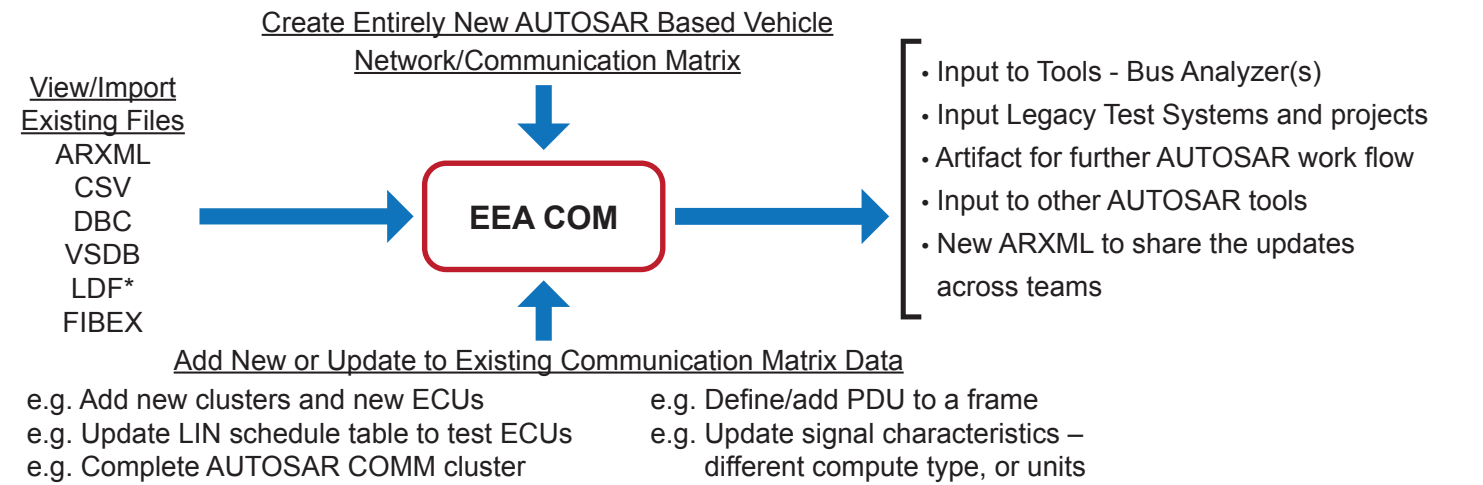 Create Entirely New AUTOSAR Based Vehicle
Network/Communication Matrix
View/Import
Existing Files
ARXML
CSV
DBC
VSDB
LDF*
FIBEX
EEA COM
• Input to Tools - Bus Analyzer(s)
• Input Legacy Test Systems and projects
• Artifact for further AUTOSAR work flow
• Input to other AUTOSAR tools
• New ARXML to share the updates
across teams
Add New or Update to Existing Communication Matrix Data
e.g. Add new clusters and new ECUs
e.g. Update LIN schedule table to test ECUs
e.g. Complete AUTOSAR COMM cluster
e.g. Define/add PDU to a frame
e.g. Update signal characteristics –
different compute type, or units